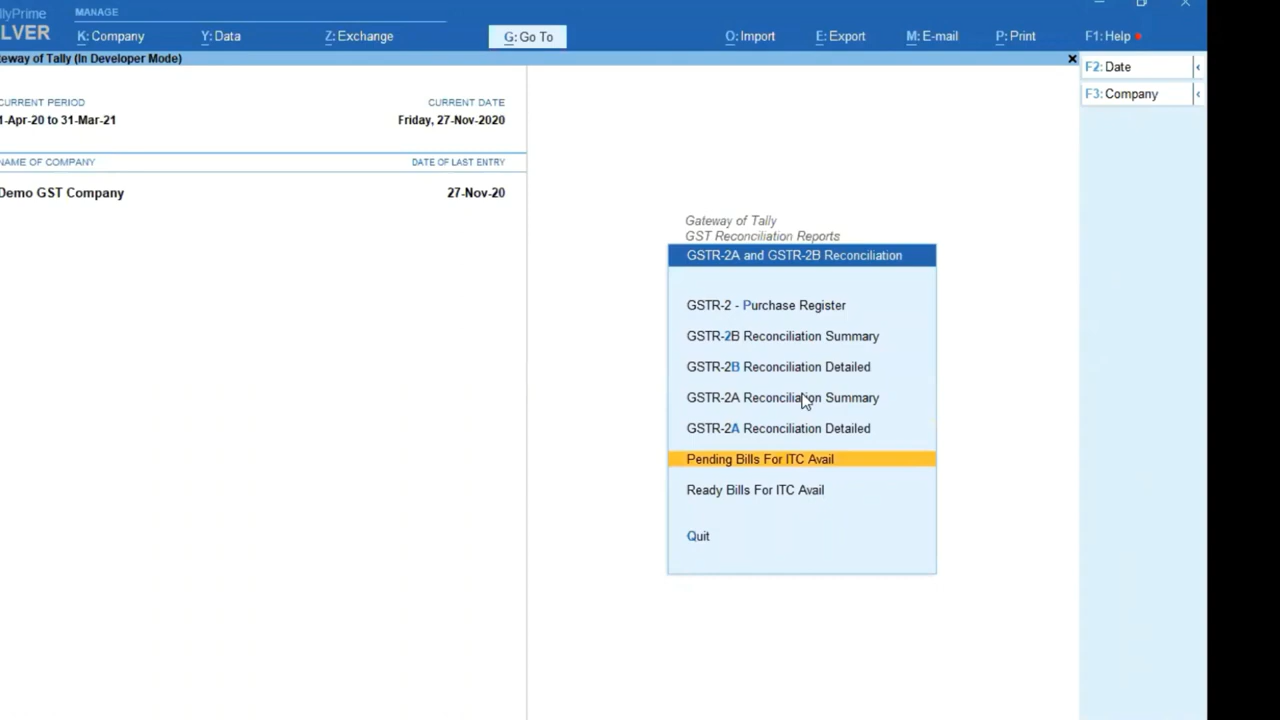 llyPrime
LVER
MANAGE
K: Company
Y: Data
Z: Exchange
G: Go To
O: Import
E: Export
M: E-mail
P: Print
F1: Help
eway of Tally (In Developer Mode)
F2: Date
F3: Company
CURRENT PERIOD
CURRENT DATE
1-Apr-20 to 31-Mar-21
Friday, 27-Nov-2020
NAME OF COMPANY
DATE OF LAST ENTRY
Demo GST Company
27-Nov-20
Gateway of Tally
GST Reconciliation Reports
GSTR-2A and GSTR-2B Reconciliation
GSTR-2 - Purchase Register
GSTR-2B Reconciliation Summary
GSTR-2B Reconciliation Detailed
GSTR-2A Reconciliation Summary
GSTR-2A Reconciliation Detailed
Pending Bills For ITC Avail
Ready Bills For ITC Avail
Quit